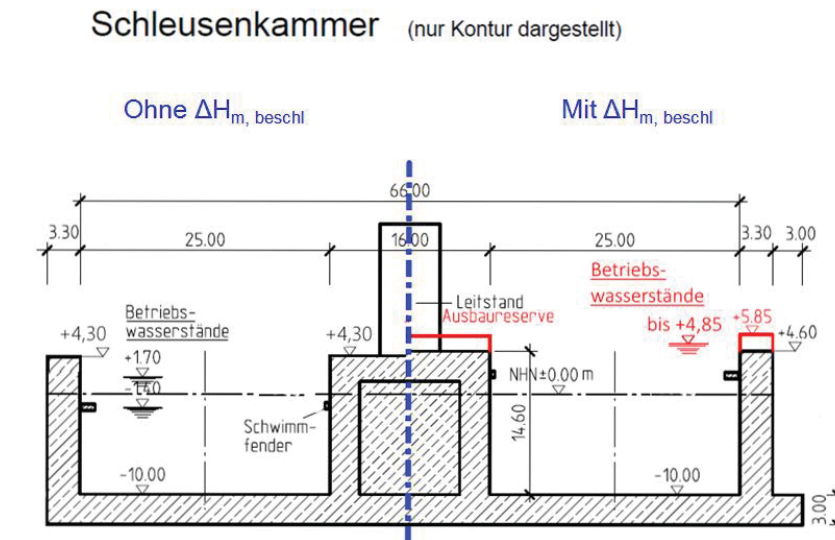 Schleusenkammer (nur Kontur dargestellt)
Ohne ΔHm, beschl
Mit ΔHm, beschl
66.00
3.30
25.00
16.00
25.00
3.30
3.00
Leitstand
Ausbaureserve
Betriebs-
wasserstände
Betriebs-
wasserstände
bis +4,85
+5.85
+4.60
+4,30
+1.70
-1.40
+4,30
NHN±0.00 m
14.60
Schwimm-
fender
-10.00
-10.00
3.00